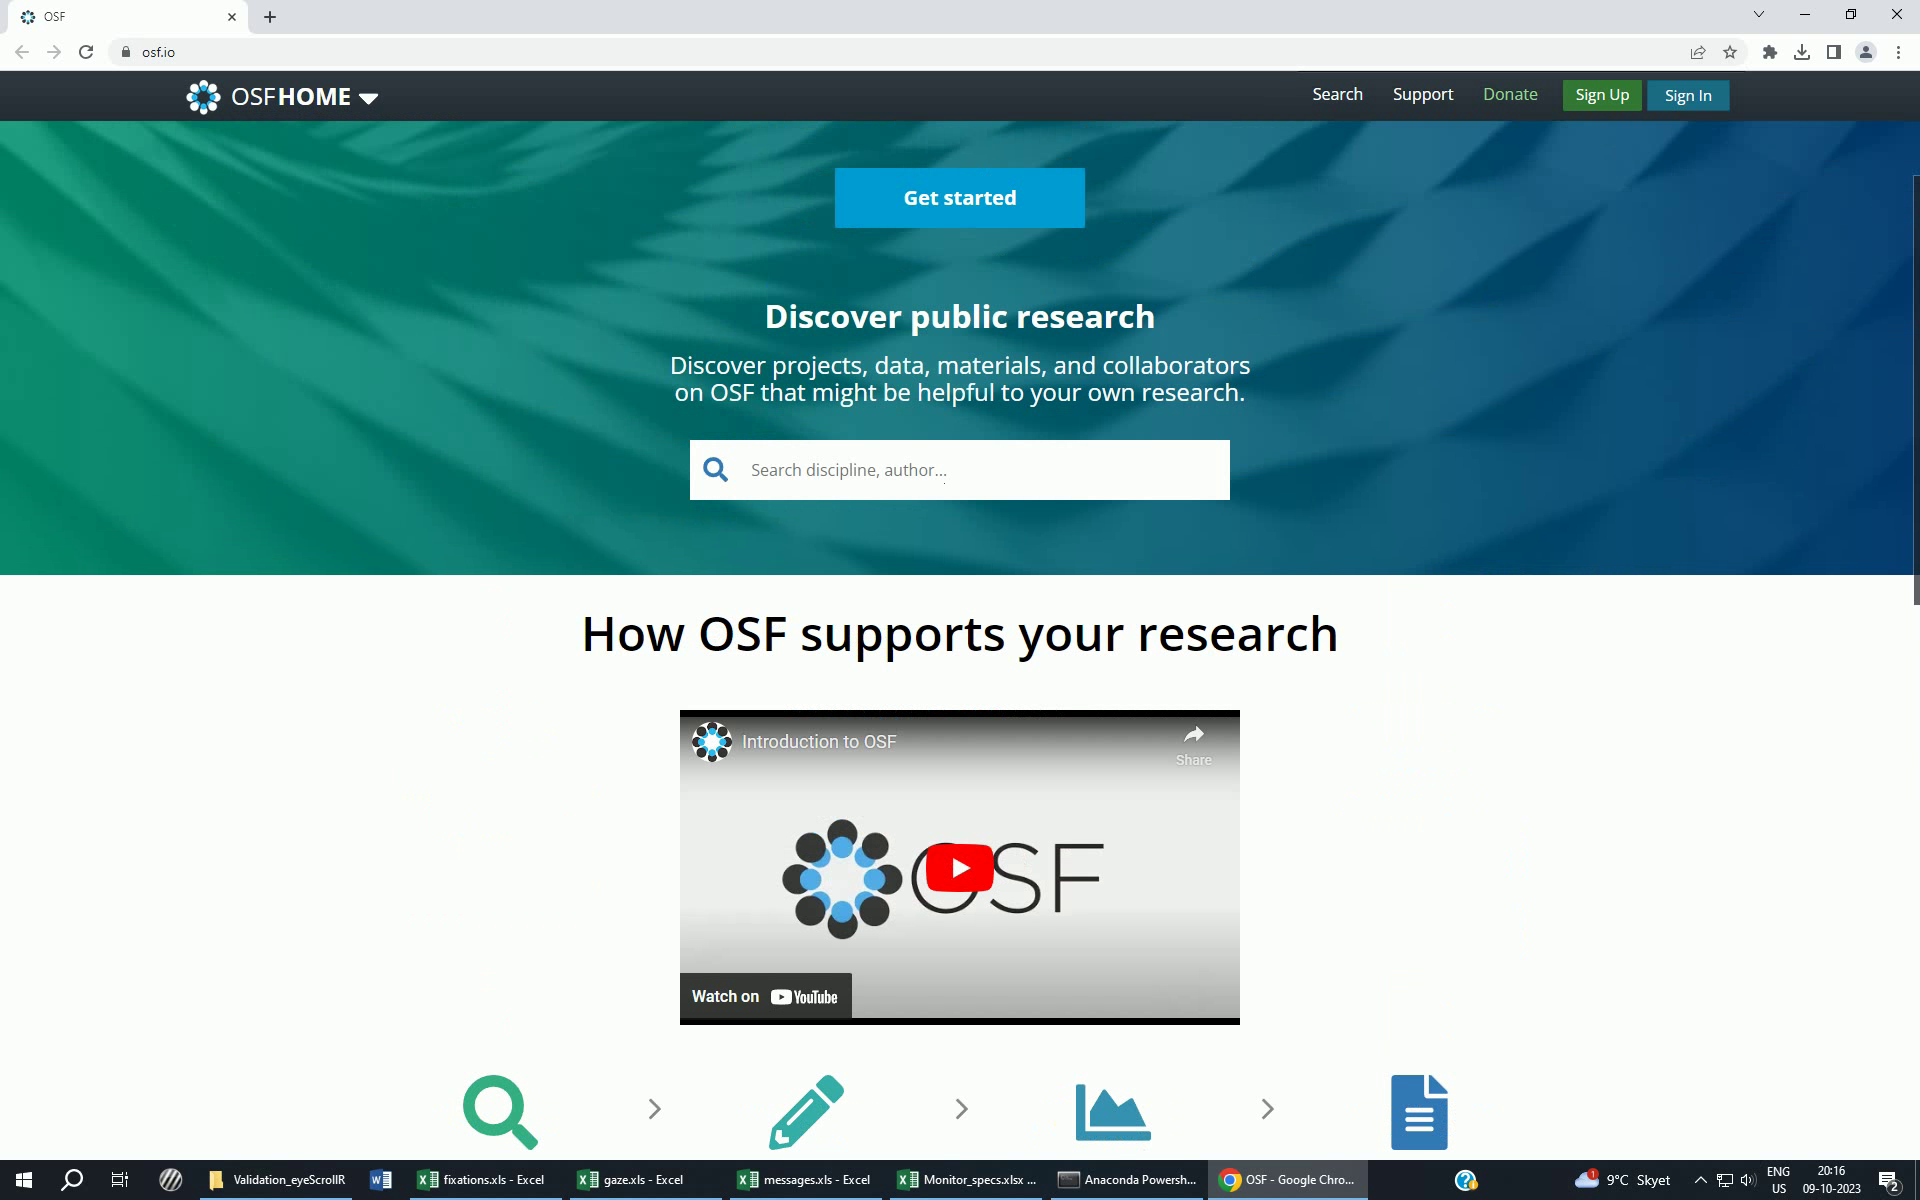 OSF
osf.io
OSFHOME
Search
Support
Donate
Sign Up
Sign In
Get started
Discover public research
Discover projects, data, materials, and collaborators
on OSF that might be helpful to your own research.
Search discipline, author...
How OSF supports your research
Introduction to OSF
Share
OSF
Watch on YouTube
Validation_eyeScrollR
fixations.xls - Excel
gaze.xls - Excel
messages.xls - Excel
Monitor_specs.xlsx ...
Anaconda Powersh...
OSF - Google Chro...
1
9°C Skyet
ENG
US
20:16
09-10-2023
2